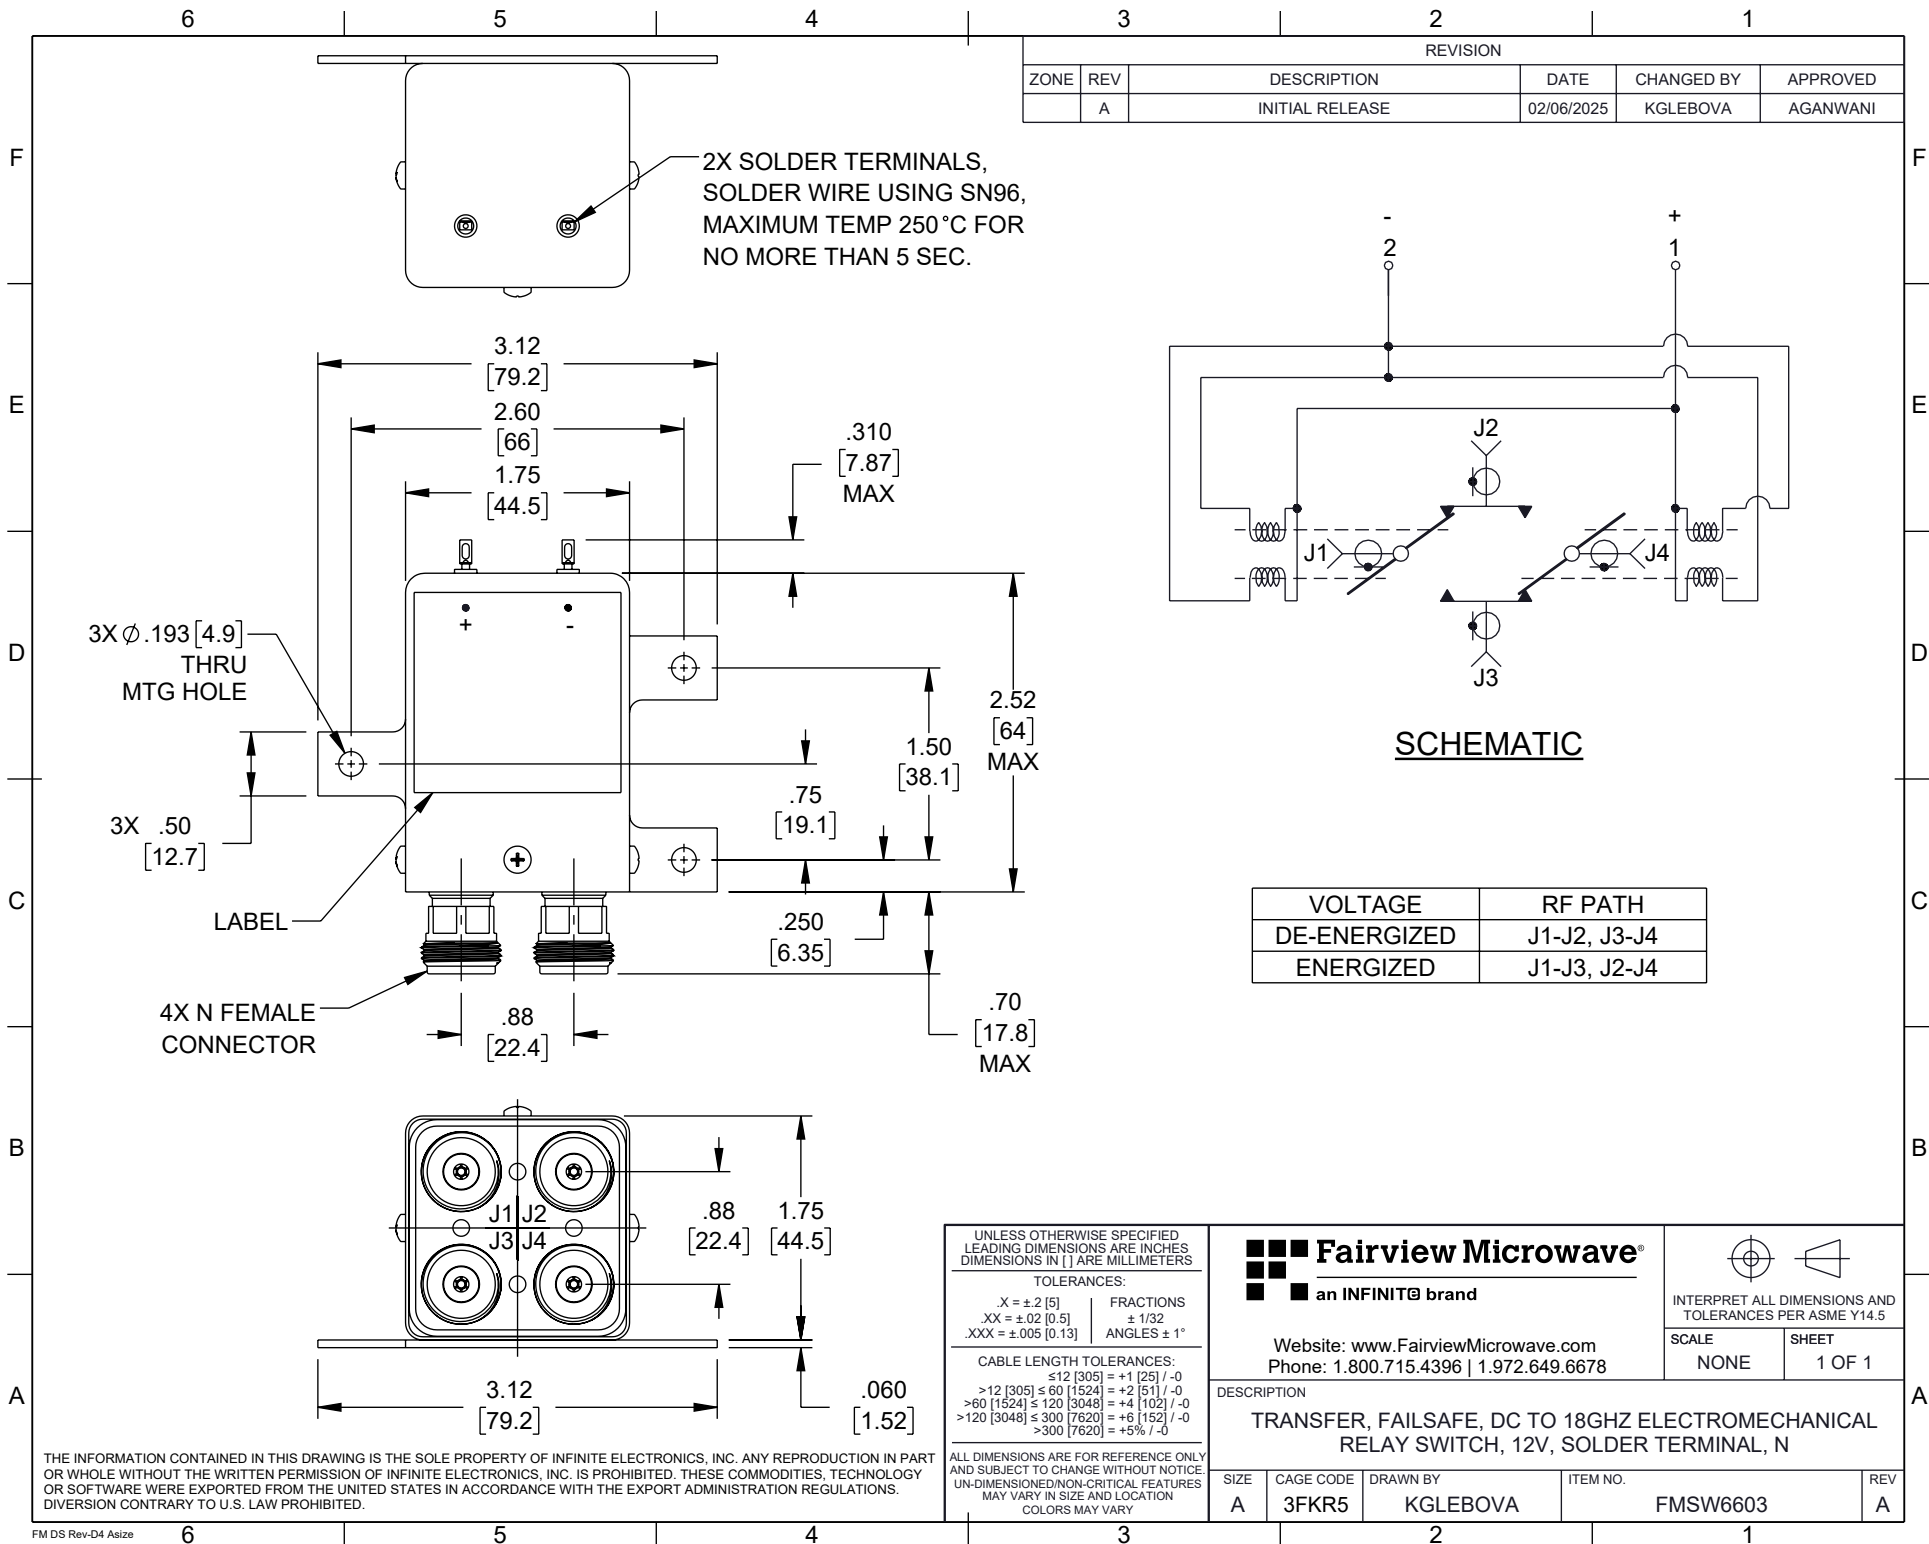 6 5 4 3 2 1
REVISION
ZONE REV DESCRIPTION DATE CHANGED BY APPROVED
A INITIAL RELEASE 02/06/2025 KGLEBOVA AGANWANI
F F
2X SOLDER TERMINALS,
SOLDER WIRE USING SN96,
MAXIMUM TEMP 250°C FOR
NO MORE THAN 5 SEC.
- +
2 1
E E
3.12
[79.2]
2.60
[66]
1.75
[44.5]
.310
[7.87]
MAX
J2
J1 J4
J3
SCHEMATIC
+ -
D D
3X ⌀.193[4.9]
THRU
MTG HOLE
2.52
[64]
MAX
1.50
[38.1]
.75
[19.1]
3X .50
[12.7]
C C
LABEL
.250
[6.35]
VOLTAGE RF PATH
DE-ENERGIZED J1-J2, J3-J4
ENERGIZED J1-J3, J2-J4
4X N FEMALE
CONNECTOR
.88
[22.4]
.70
[17.8]
MAX
B B
J1 J2
J3 J4
.88
[22.4]
1.75
[44.5]
A A
3.12
[79.2]
.060
[1.52]
UNLESS OTHERWISE SPECIFIED
LEADING DIMENSIONS ARE INCHES
DIMENSIONS IN [ ] ARE MILLIMETERS
TOLERANCES:
.X = ±.2 [5]
.XX = ±.02 [0.5]
.XXX = ±.005 [0.13]
FRACTIONS
± 1/32
ANGLES ± 1°
CABLE LENGTH TOLERANCES:
≤12 [305] = +1 [25] / -0
>12 [305] ≤ 60 [1524] = +2 [51] / -0
>60 [1524] ≤ 120 [3048] = +4 [102] / -0
>120 [3048] ≤ 300 [7620] = +6 [152] / -0
>300 [7620] = +5% / -0
ALL DIMENSIONS ARE FOR REFERENCE ONLY
AND SUBJECT TO CHANGE WITHOUT NOTICE.
UN-DIMENSIONED/NON-CRITICAL FEATURES
MAY VARY IN SIZE AND LOCATION
COLORS MAY VARY
Fairview Microwave®
an INFINITE brand
Website: www.FairviewMicrowave.com
Phone: 1.800.715.4396 | 1.972.649.6678
INTERPRET ALL DIMENSIONS AND
TOLERANCES PER ASME Y14.5
SCALE
NONE
SHEET
1 OF 1
DESCRIPTION
TRANSFER, FAILSAFE, DC TO 18GHZ ELECTROMECHANICAL
RELAY SWITCH, 12V, SOLDER TERMINAL, N
SIZE
A
CAGE CODE
3FKR5
DRAWN BY
KGLEBOVA
ITEM NO.
FMSW6603
REV
A
THE INFORMATION CONTAINED IN THIS DRAWING IS THE SOLE PROPERTY OF INFINITE ELECTRONICS, INC. ANY REPRODUCTION IN PART
OR WHOLE WITHOUT THE WRITTEN PERMISSION OF INFINITE ELECTRONICS, INC. IS PROHIBITED. THESE COMMODITIES, TECHNOLOGY
OR SOFTWARE WERE EXPORTED FROM THE UNITED STATES IN ACCORDANCE WITH THE EXPORT ADMINISTRATION REGULATIONS.
DIVERSION CONTRARY TO U.S. LAW PROHIBITED.
FM DS Rev-D4 Asize
6 5 4 3 2 1